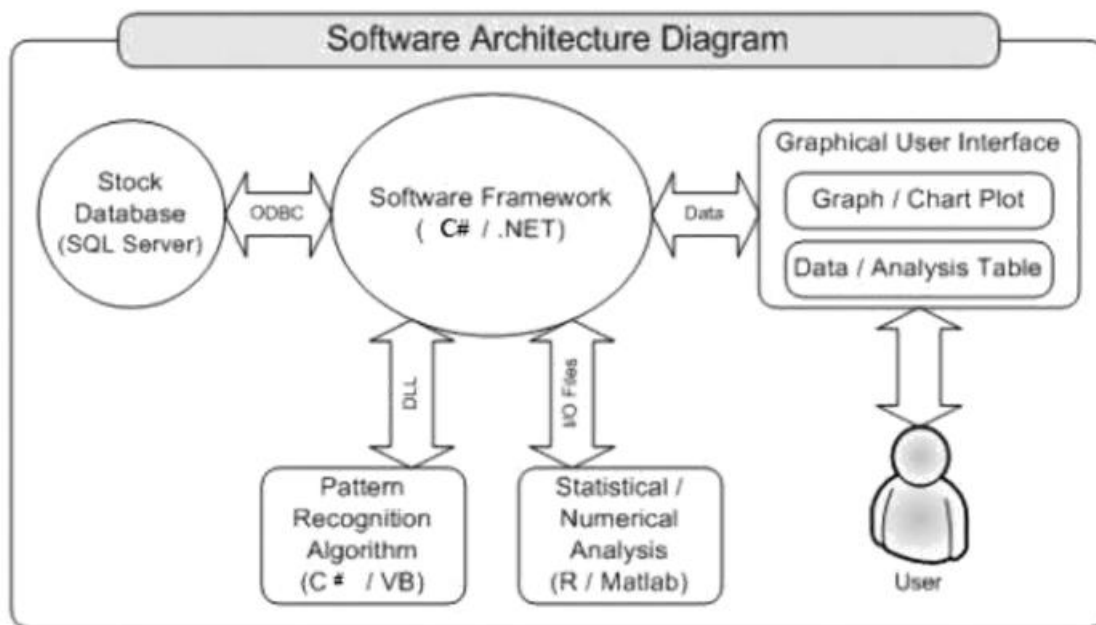 Software Architecture Diagram
Stock
Database
(SQL Server)
ODBC
Software Framework
( C# / .NET)
Data
Graphical User Interface
Graph / Chart Plot
Data / Analysis Table
DLL
I/O Files
Pattern
Recognition
Algorithm
(C # / VB)
Statistical /
Numerical
Analysis
(R / Matlab)
User